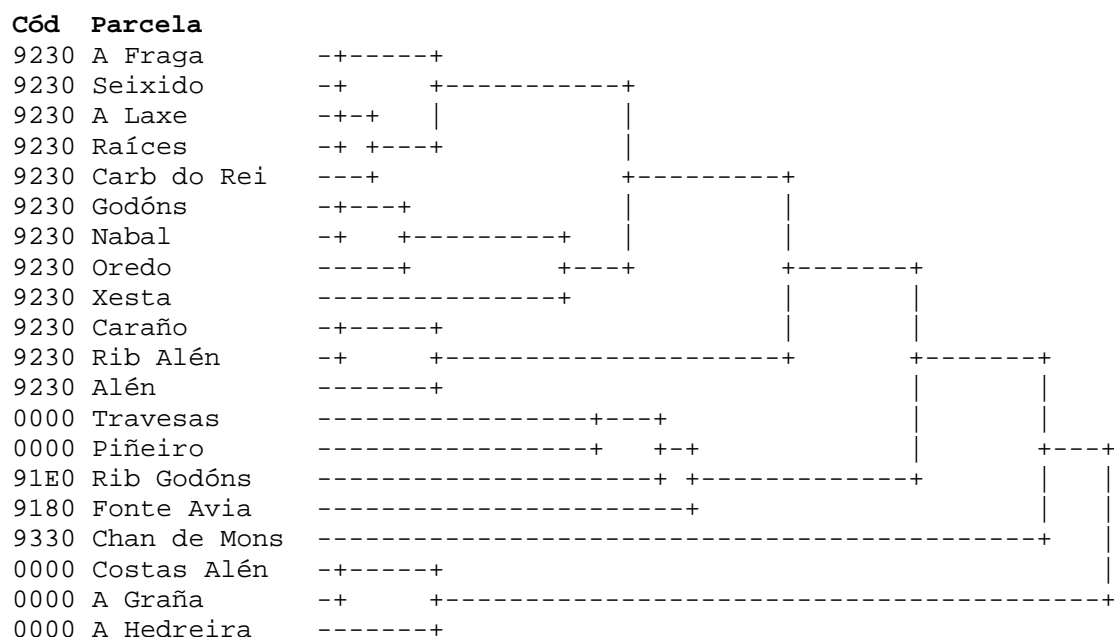 Cód Parcela
9230 A Fraga
9230 Seixido
9230 A Laxe
9230 Raíces
9230 Carb do Rei
9230 Godóns
9230 Nabal
9230 Oredo
9230 Xesta
9230 Caraño
9230 Rib Alén
9230 Alén
0000 Travesas
0000 Piñeiro
91E0 Rib Godóns
9180 Fonte Avia
9330 Chan de Mons
0000 Costas Alén
0000 A Graña
0000 A Hedreira